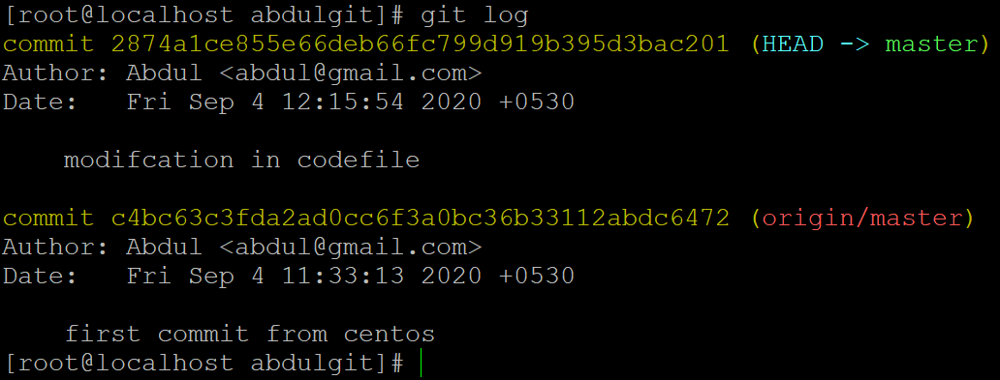 [root@localhost abdulgit]# git log
commit 2874a1ce855e66deb66fc799d919b395d3bac201 (HEAD -> master)
Author: Abdul <abdul@gmail.com>
Date:   Fri Sep 4 12:15:54 2020 +0530
modifcation in codefile
commit c4bc63c3fda2ad0cc6f3a0bc36b33112abdc6472 (origin/master)
Author: Abdul <abdul@gmail.com>
Date:   Fri Sep 4 11:33:13 2020 +0530
first commit from centos
[root@localhost abdulgit]#